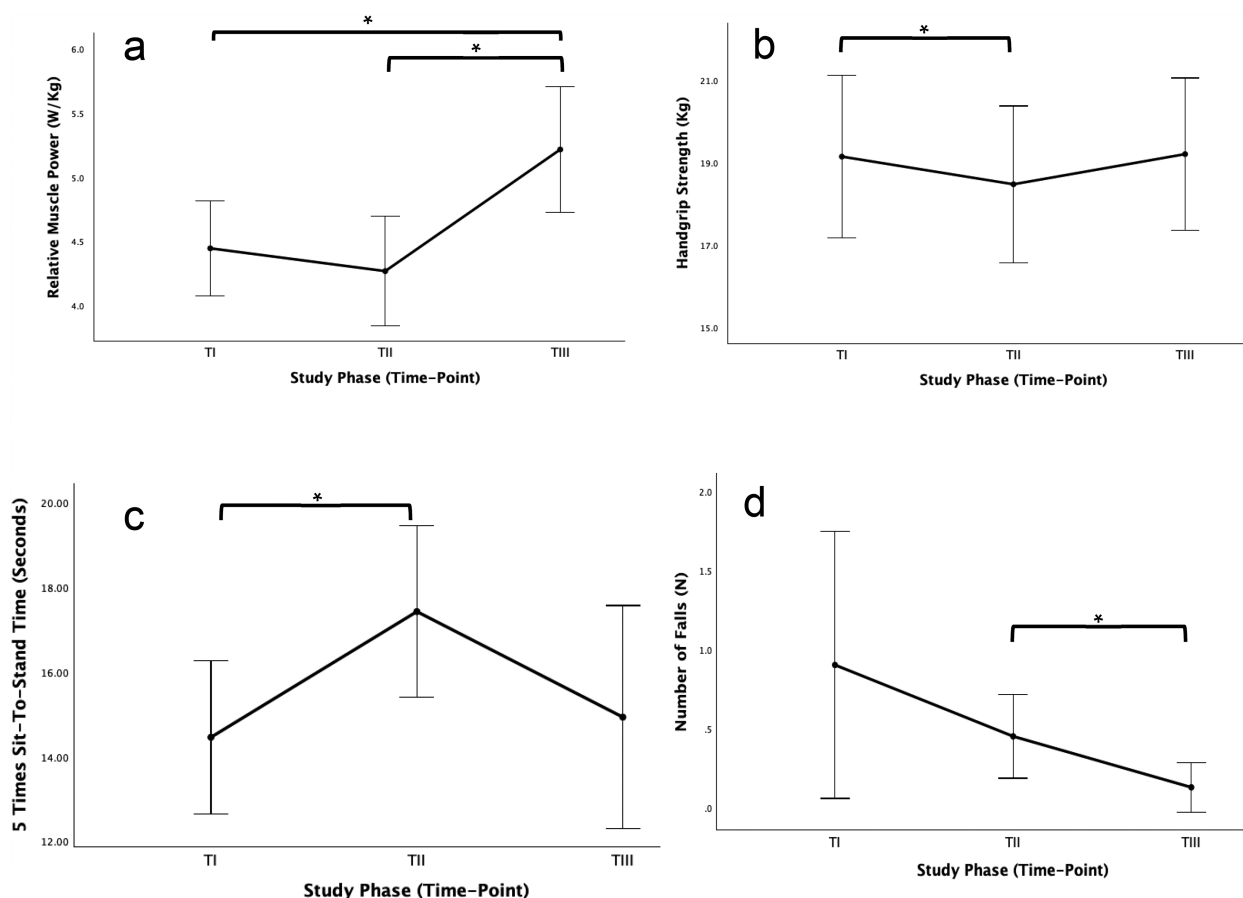 a
*
*
Relative Muscle Power (W/Kg)
6.0
5.5
5.0
4.5
4.0
TI TII TIII
Study Phase (Time-Point)
b
*
Handgrip Strength (Kg)
21.0
19.0
17.0
15.0
TI TII TIII
Study Phase (Time-Point)
c
*
5 Times Sit-To-Stand Time (Seconds)
20.00
18.00
16.00
14.00
12.00
TI TII TIII
Study Phase (Time-Point)
d
*
Number of Falls (N)
2.0
1.5
1.0
.5
.0
TI TII TIII
Study Phase (Time-Point)